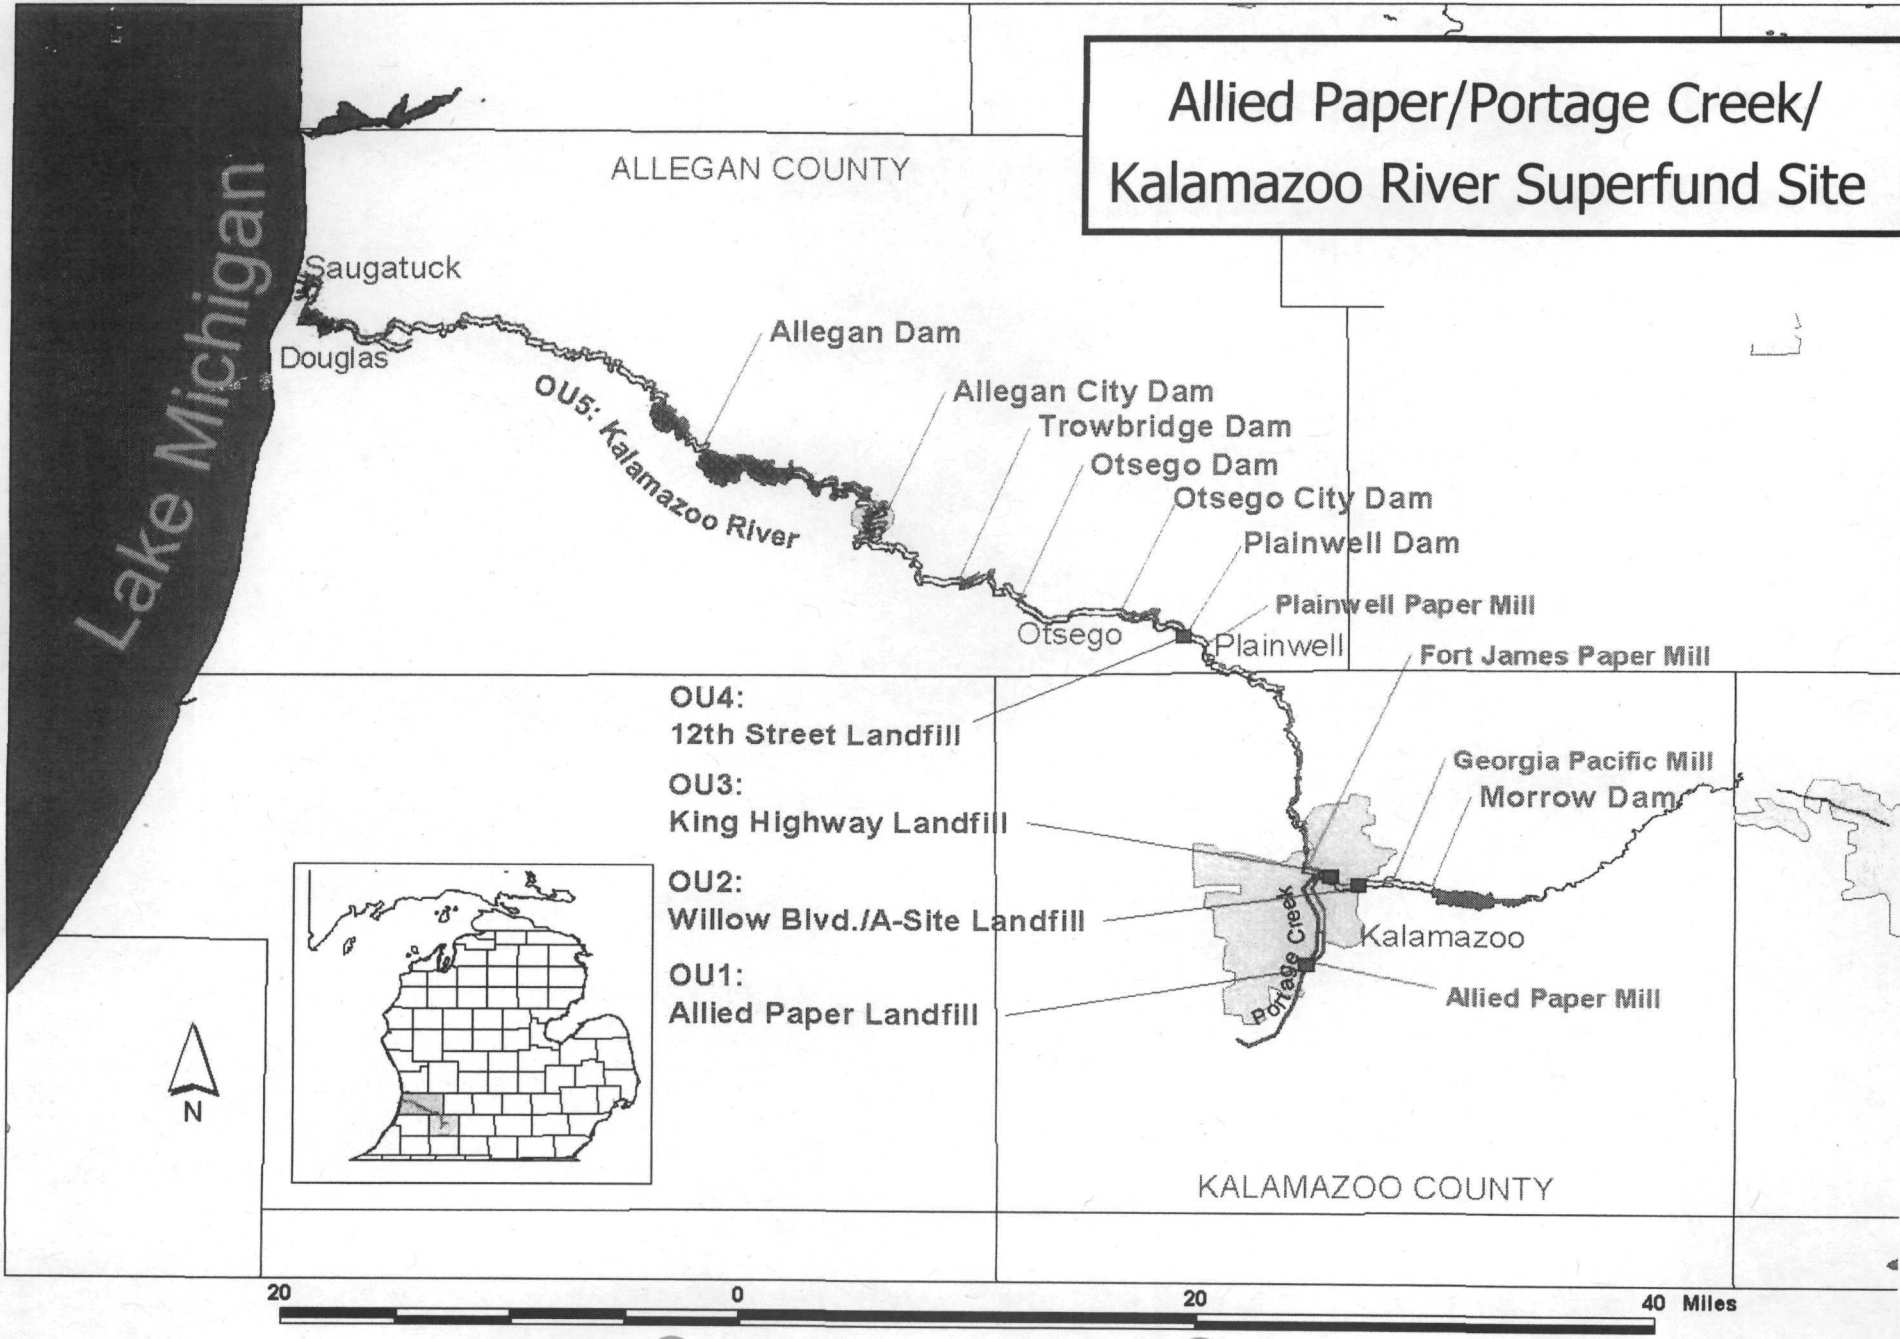 Allied Paper/Portage Creek/
Kalamazoo River Superfund Site
ALLEGAN COUNTY
Lake Michigan
Saugatuck
Douglas
Allegan Dam
OU5: Kalamazoo River
Allegan City Dam
Trowbridge Dam
Otsego Dam
Otsego City Dam
Plainwell Dam
Plainwell Paper Mill
Otsego
Plainwell
Fort James Paper Mill
OU4:
12th Street Landfill
Georgia Pacific Mill
Morrow Dam
OU3:
King Highway Landfill
OU2:
Willow Blvd./A-Site Landfill
Portage Creek
Kalamazoo
OU1:
Allied Paper Landfill
Allied Paper Mill
N
KALAMAZOO COUNTY
20 0 20 40 Miles